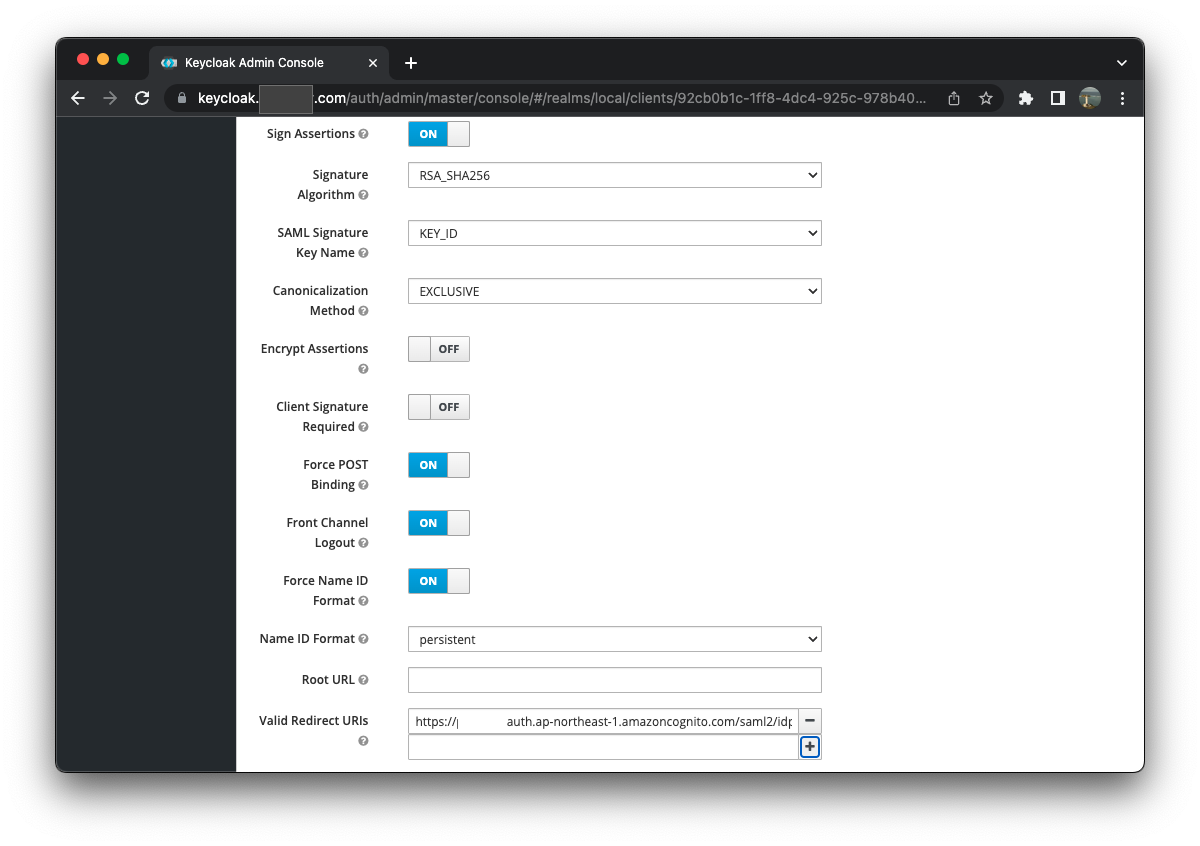 Keycloak Admin Console
keycloak. .com/auth/admin/master/console/#/realms/local/clients/92cb0b1c-1ff8-4dc4-925c-978b40...
Sign Assertions
ON
Signature
Algorithm
RSA_SHA256
SAML Signature
Key Name
KEY_ID
Canonicalization
Method
EXCLUSIVE
Encrypt Assertions
OFF
Client Signature
Required
OFF
Force POST
Binding
ON
Front Channel
Logout
ON
Force Name ID
Format
ON
Name ID Format
persistent
Root URL
Valid Redirect URIs
https:// auth.ap-northeast-1.amazoncognito.com/saml2/idp